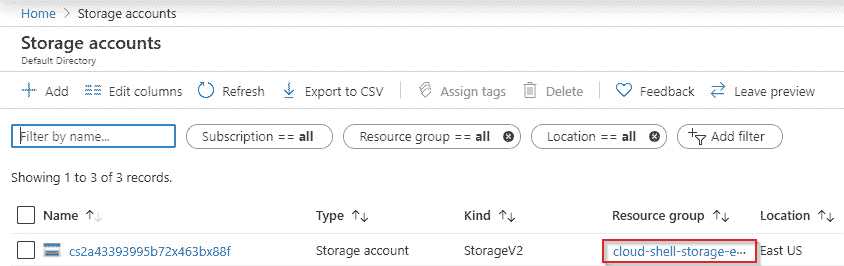 Home > Storage accounts
Storage accounts
Default Directory
Add Edit columns Refresh Export to CSV Assign tags Delete Feedback Leave preview
Filter by name... Subscription == all Resource group == all Location == all Add filter
Showing 1 to 3 of 3 records.
Name Type Kind Resource group Location
cs2a43393995b72x463bx88f Storage account StorageV2 cloud-shell-storage-e... East US